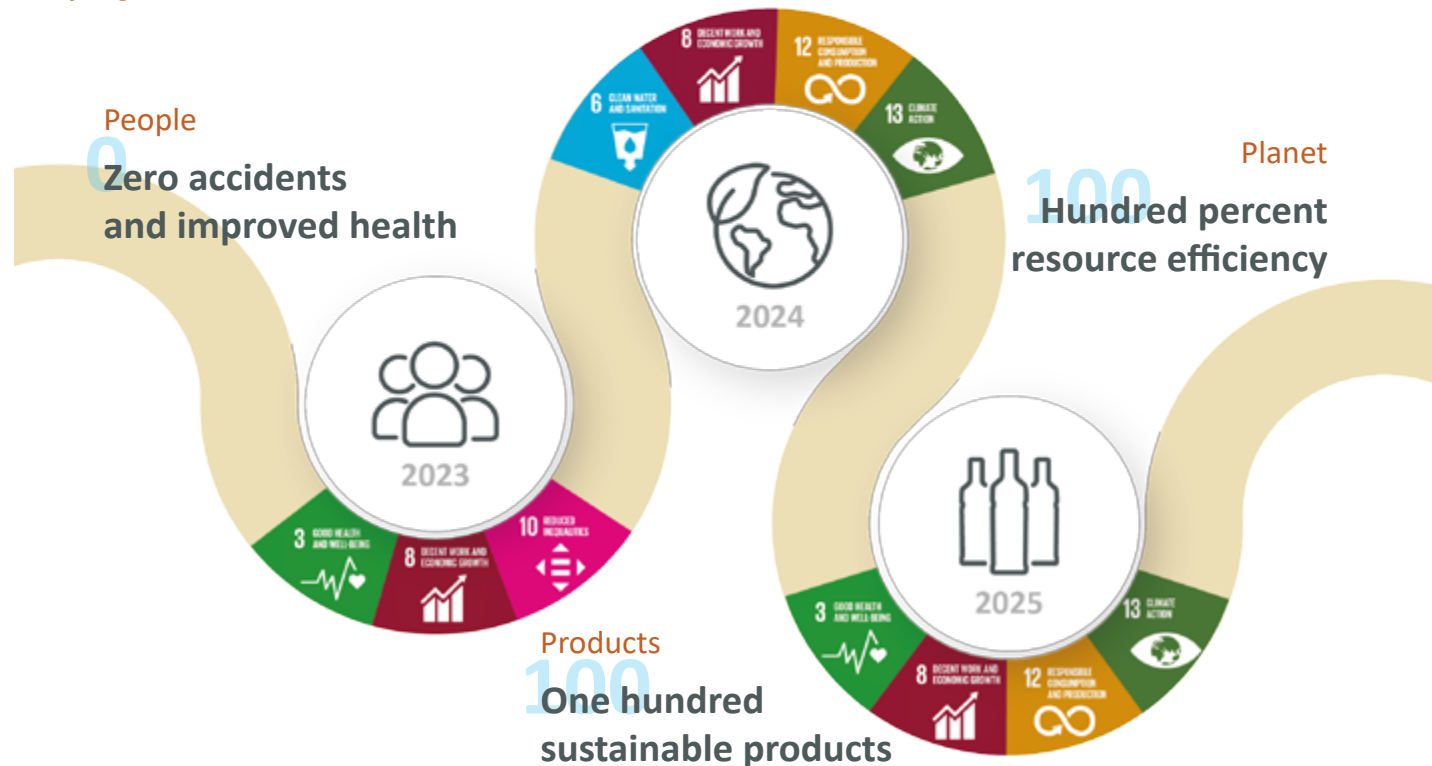 People
0
Zero accidents
and improved health
2023
3 GOOD HEALTH
AND WELL-BEING
8 DECENT WORK AND
ECONOMIC GROWTH
10 REDUCED
INEQUALITIES
6 CLEAN WATER
AND SANITATION
8 DECENT WORK AND
ECONOMIC GROWTH
12 RESPONSIBLE
CONSUMPTION
AND PRODUCTION
13 CLIMATE
ACTION
2024
Planet
100
Hundred percent
resource efficiency
Products
100
One hundred
sustainable products
2025
3 GOOD HEALTH
AND WELL-BEING
8 DECENT WORK AND
ECONOMIC GROWTH
12 RESPONSIBLE
CONSUMPTION
AND PRODUCTION
13 CLIMATE
ACTION